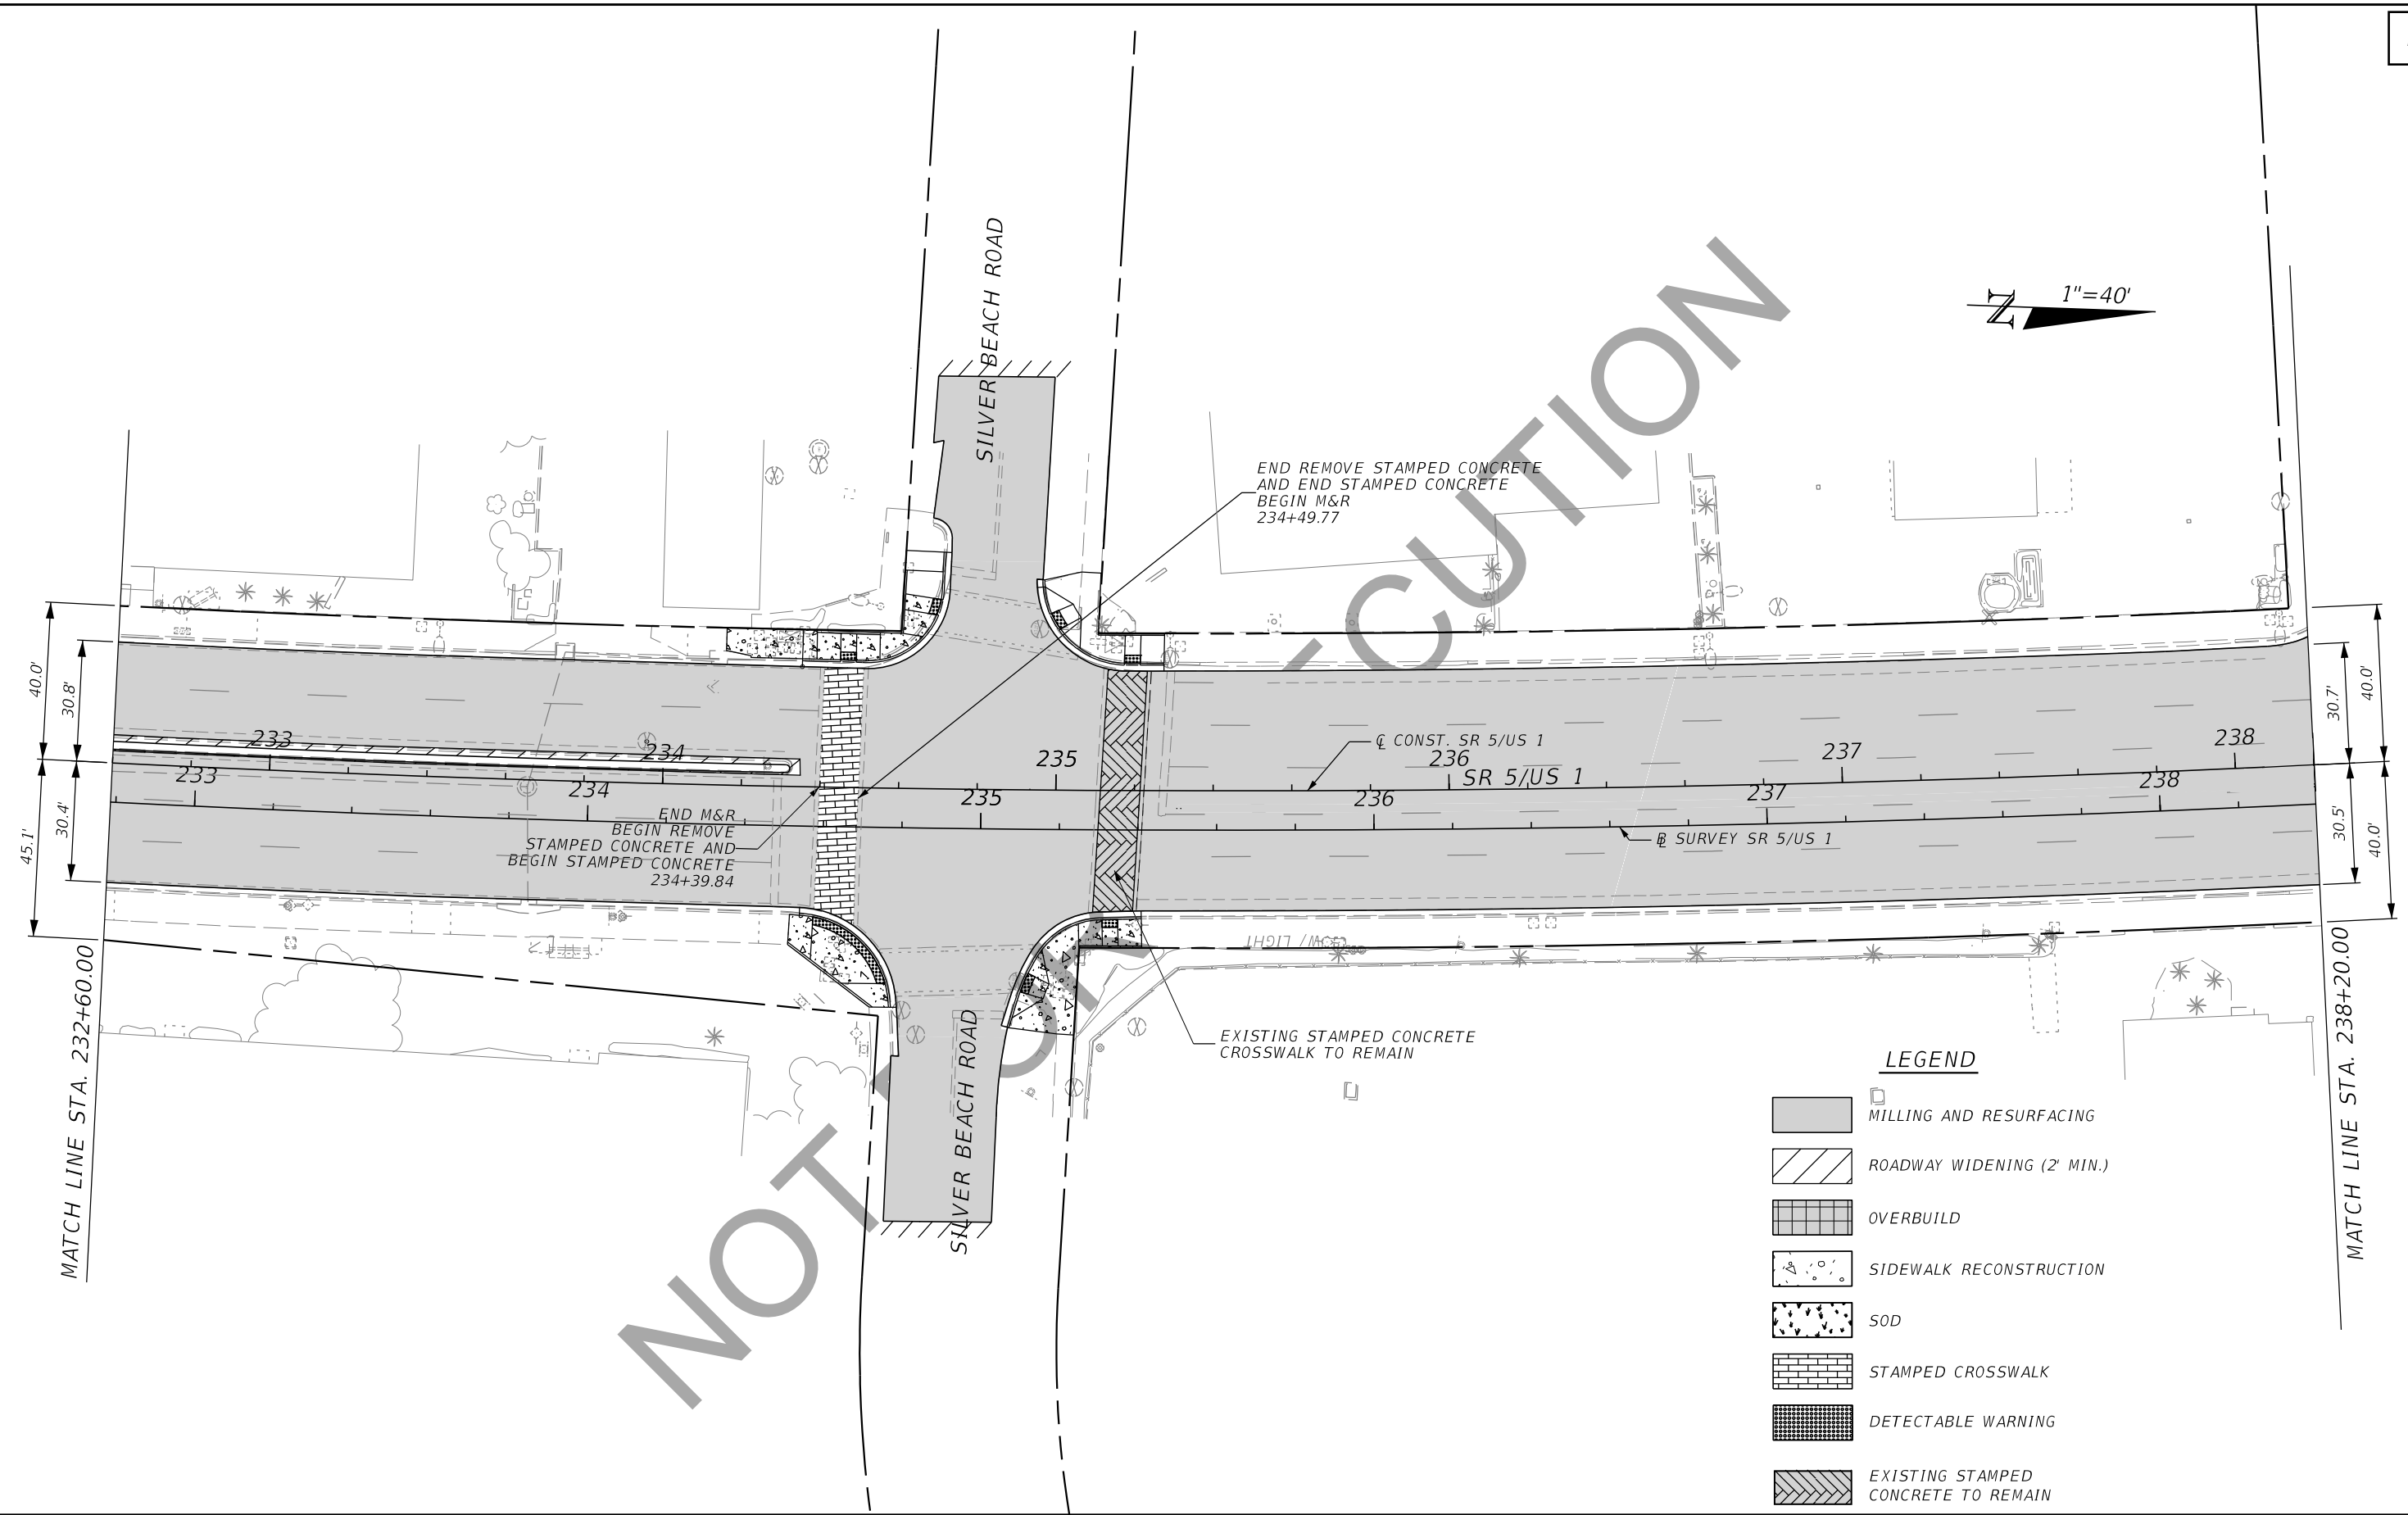 SILVER BEACH ROAD
N
1"=40'
END REMOVE STAMPED CONCRETE
AND END STAMPED CONCRETE
BEGIN M&R
234+49.77
40.0'
30.8'
45.1'
30.4'
233
234
235
236
237
238
233
234
235
236
237
238
℄ CONST. SR 5/US 1
SR 5/US 1
END M&R
BEGIN REMOVE
STAMPED CONCRETE AND
BEGIN STAMPED CONCRETE
234+39.84
BL SURVEY SR 5/US 1
30.7'
40.0'
30.5'
40.0'
ROW/ LIGHT
MATCH LINE STA. 232+60.00
MATCH LINE STA. 238+20.00
EXISTING STAMPED CONCRETE
CROSSWALK TO REMAIN
SILVER BEACH ROAD
LEGEND
MILLING AND RESURFACING
ROADWAY WIDENING (2' MIN.)
OVERBUILD
SIDEWALK RECONSTRUCTION
SOD
STAMPED CROSSWALK
DETECTABLE WARNING
EXISTING STAMPED
CONCRETE TO REMAIN